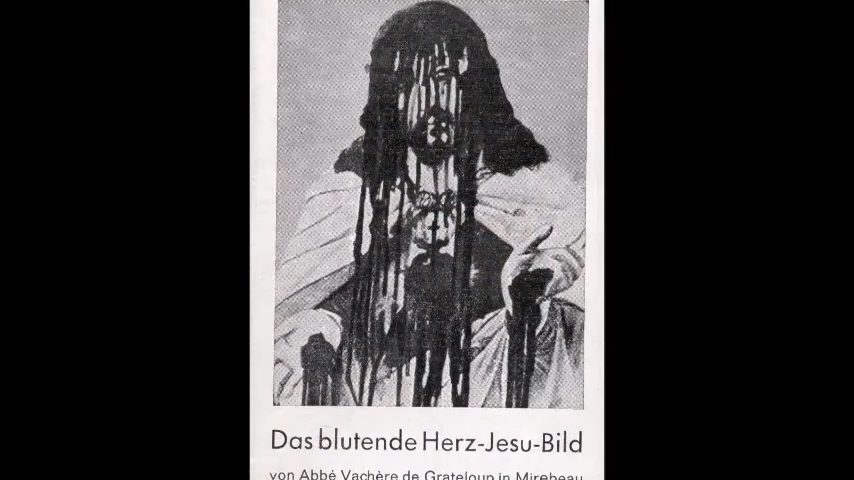 Das blutende Herz-Jesu-Bild
von Abbé Vachère de Grateloup in Mirebeau